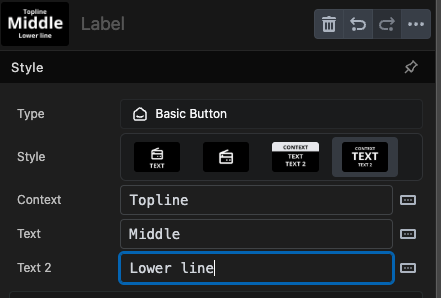 Topline
Middle
Lower line
Label
Style
Type
Basic Button
Style
TEXT
CONTEXT
TEXT
TEXT 2
CONTEXT
TEXT
TEXT 2
Context
Topline
Text
Middle
Text 2
Lower line